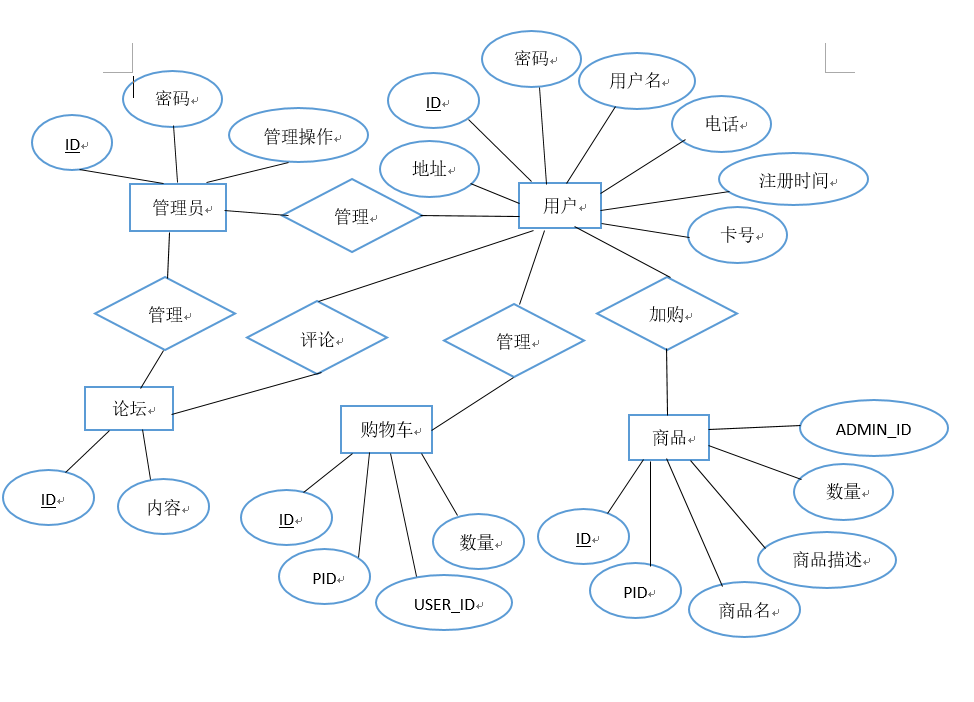 密码
用户名
ID
密码
电话
ID
管理操作
地址
注册时间
管理员
管理
用户
卡号
管理
评论
管理
加购
论坛
购物车
商品
ADMIN_ID
数量
ID
内容
ID
数量
ID
商品描述
PID
USER_ID
PID
商品名